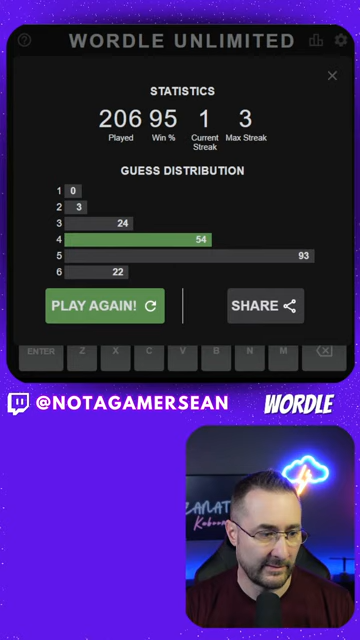 WORDLE UNLIMITED
STATISTICS
206 95 1 3
Played Win % Current Streak Max Streak
GUESS DISTRIBUTION
1 0
2 3
3 24
4 54
5 93
6 22
PLAY AGAIN! SHARE
ENTER Z X C V B N M
@NOTAGAMERSEAN WORDLE